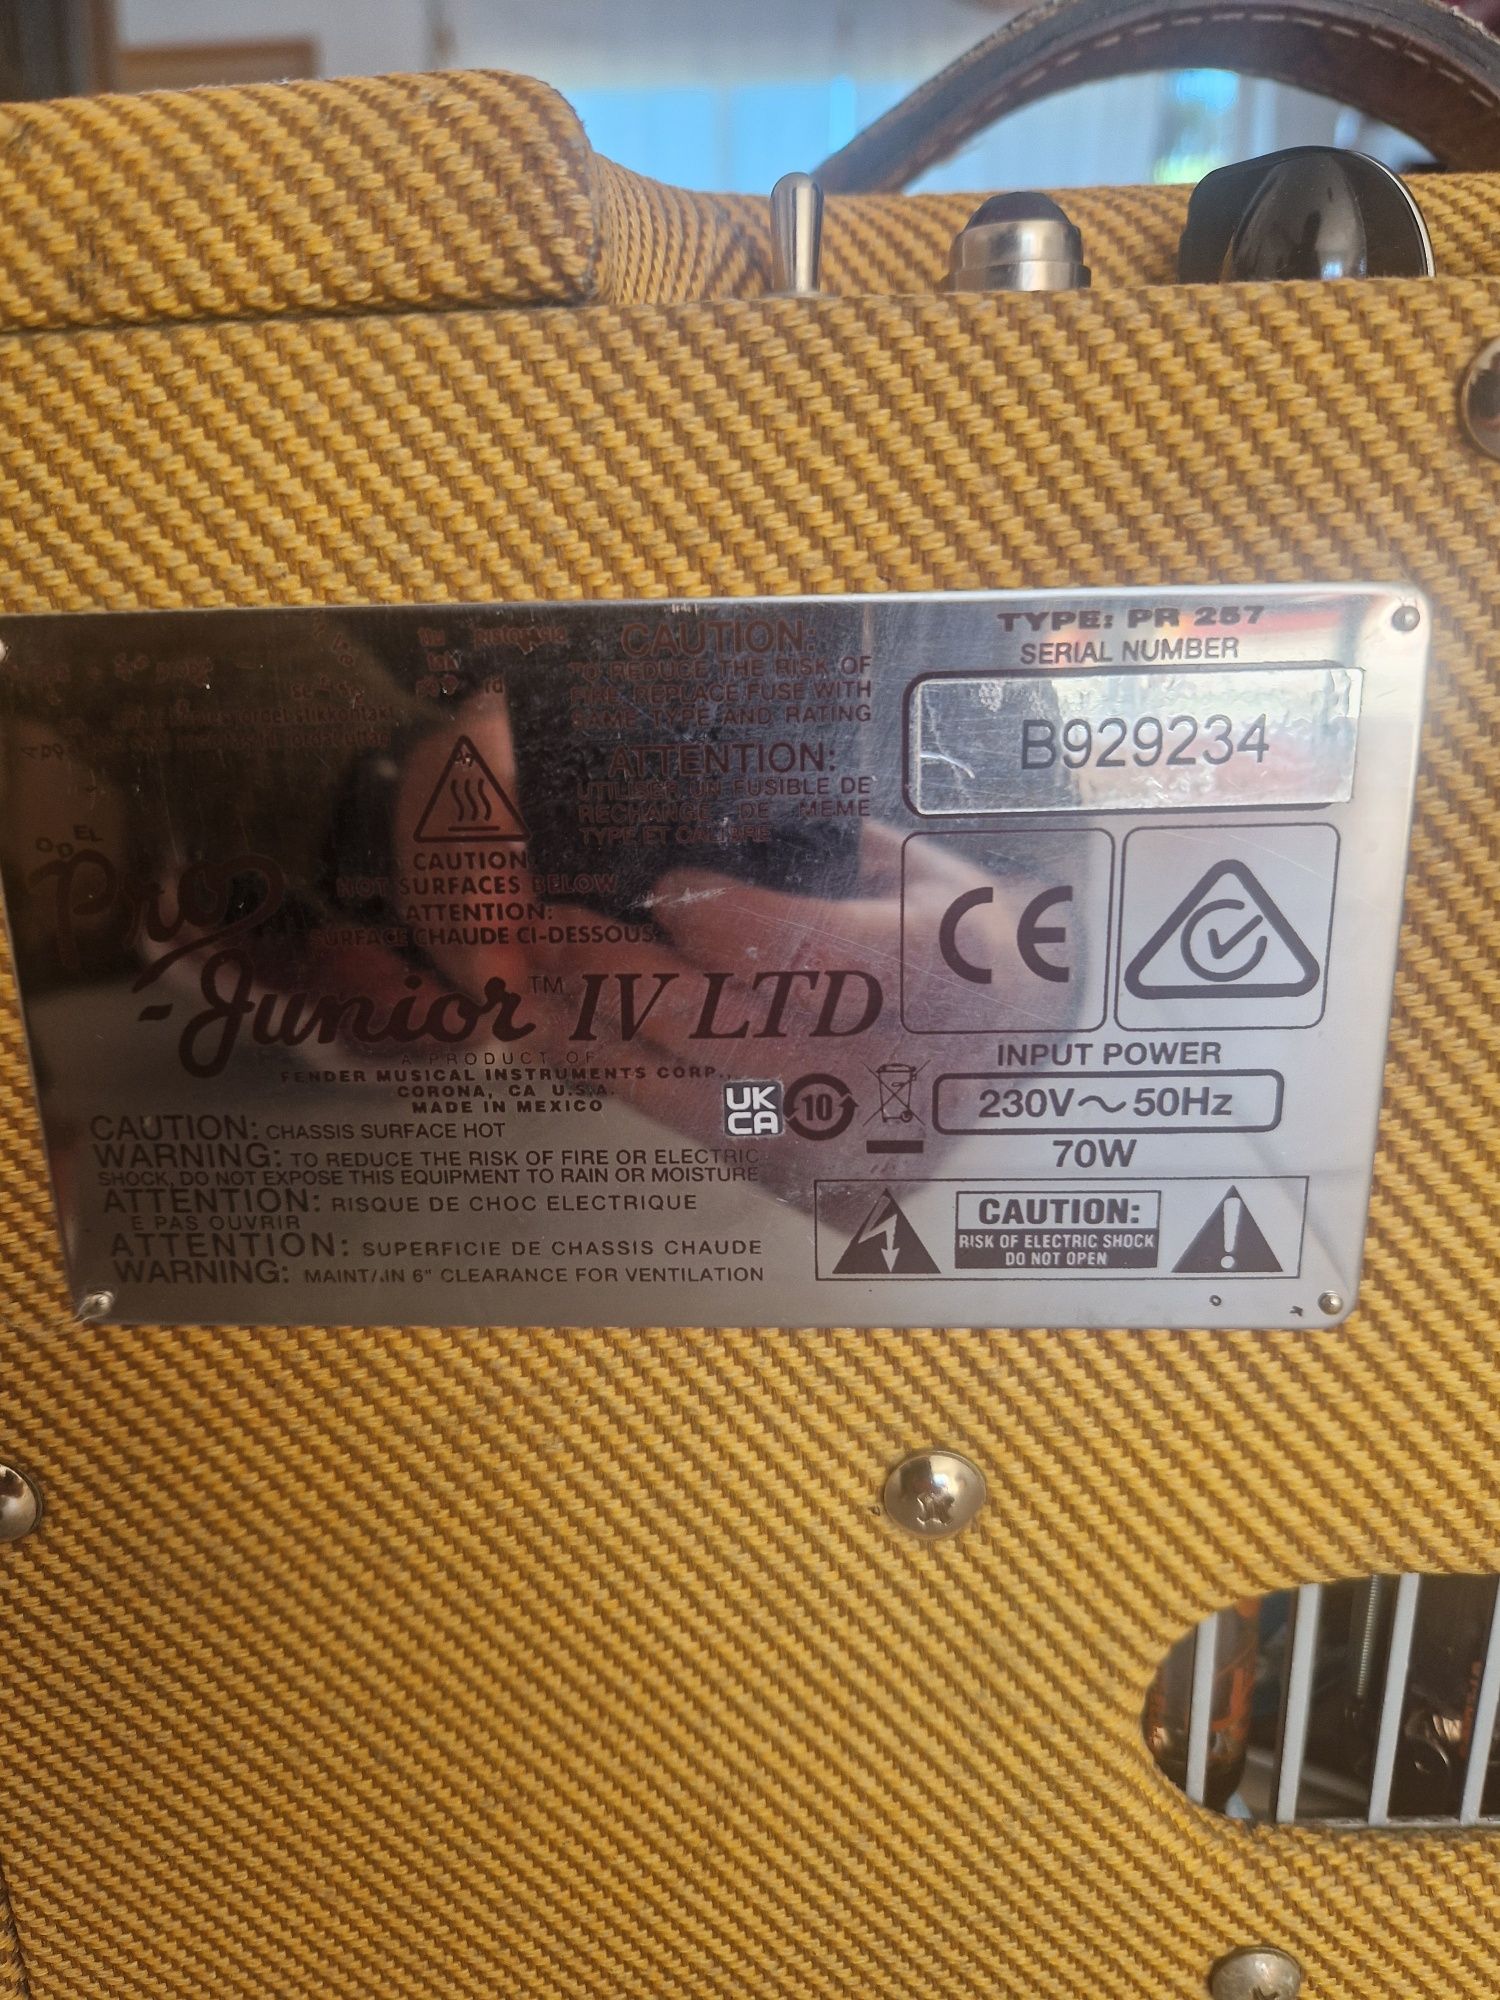 slikkontakt
CAUTION:
TO REDUCE THE RISK OF
FIRE REPLACE FUSE WITH
SAME TYPE AND RATING
ATTENTION:
UTILISER UN FUSIBLE DE
RECHANGE DE MEME
TYPE ET CALIBRE
TYPE: PR 257
SERIAL NUMBER
B929234
CAUTION
HOT SURFACES BELOW
ATTENTION:
SURFACE CHAUDE CI-DESSOUS
CE
Pro
Junior™ IV LTD
A PRODUCT OF
FENDER MUSICAL INSTRUMENTS CORP.,
CORONA, CA U.S.A.
MADE IN MEXICO
UK
CA
10
INPUT POWER
230V~50Hz
70W
CAUTION: CHASSIS SURFACE HOT
WARNING: TO REDUCE THE RISK OF FIRE OR ELECTRIC
SHOCK, DO NOT EXPOSE THIS EQUIPMENT TO RAIN OR MOISTURE
ATTENTION: RISQUE DE CHOC ELECTRIQUE
E PAS OUVRIR
ATTENTION: SUPERFICIE DE CHASSIS CHAUDE
WARNING: MAINTAIN 6" CLEARANCE FOR VENTILATION
CAUTION:
RISK OF ELECTRIC SHOCK
DO NOT OPEN